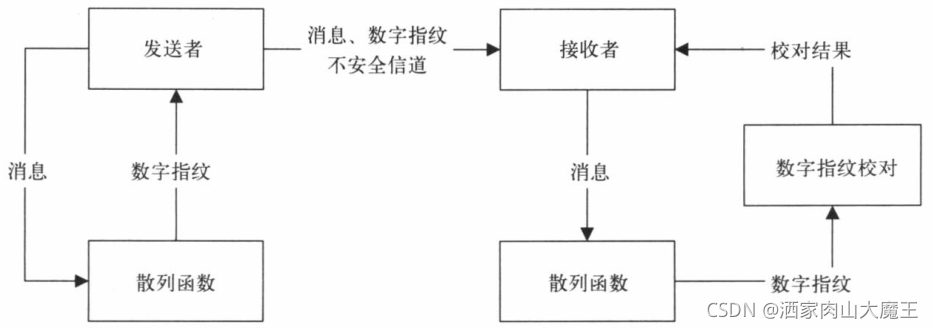 发送者
消息、数字指纹
不安全信道
接收者
校对结果
消息
数字指纹
消息
数字指纹校对
散列函数
散列函数
数字指纹
CSDN @洒家肉山大魔王